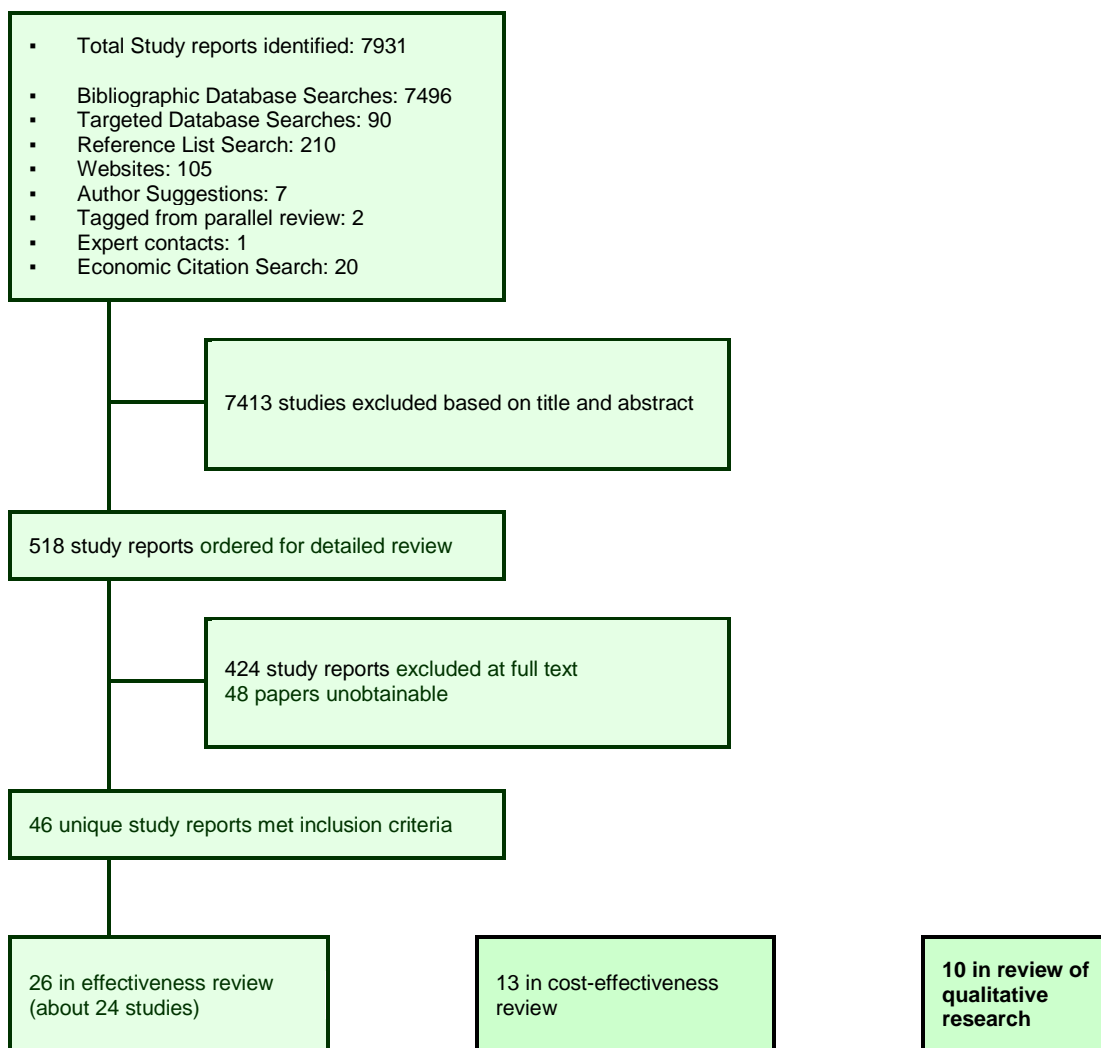 ▪ Total Study reports identified: 7931
▪ Bibliographic Database Searches: 7496
▪ Targeted Database Searches: 90
▪ Reference List Search: 210
▪ Websites: 105
▪ Author Suggestions: 7
▪ Tagged from parallel review: 2
▪ Expert contacts: 1
▪ Economic Citation Search: 20
7413 studies excluded based on title and abstract
518 study reports ordered for detailed review
424 study reports excluded at full text
48 papers unobtainable
46 unique study reports met inclusion criteria
26 in effectiveness review
(about 24 studies)
13 in cost-effectiveness
review
10 in review of
qualitative
research